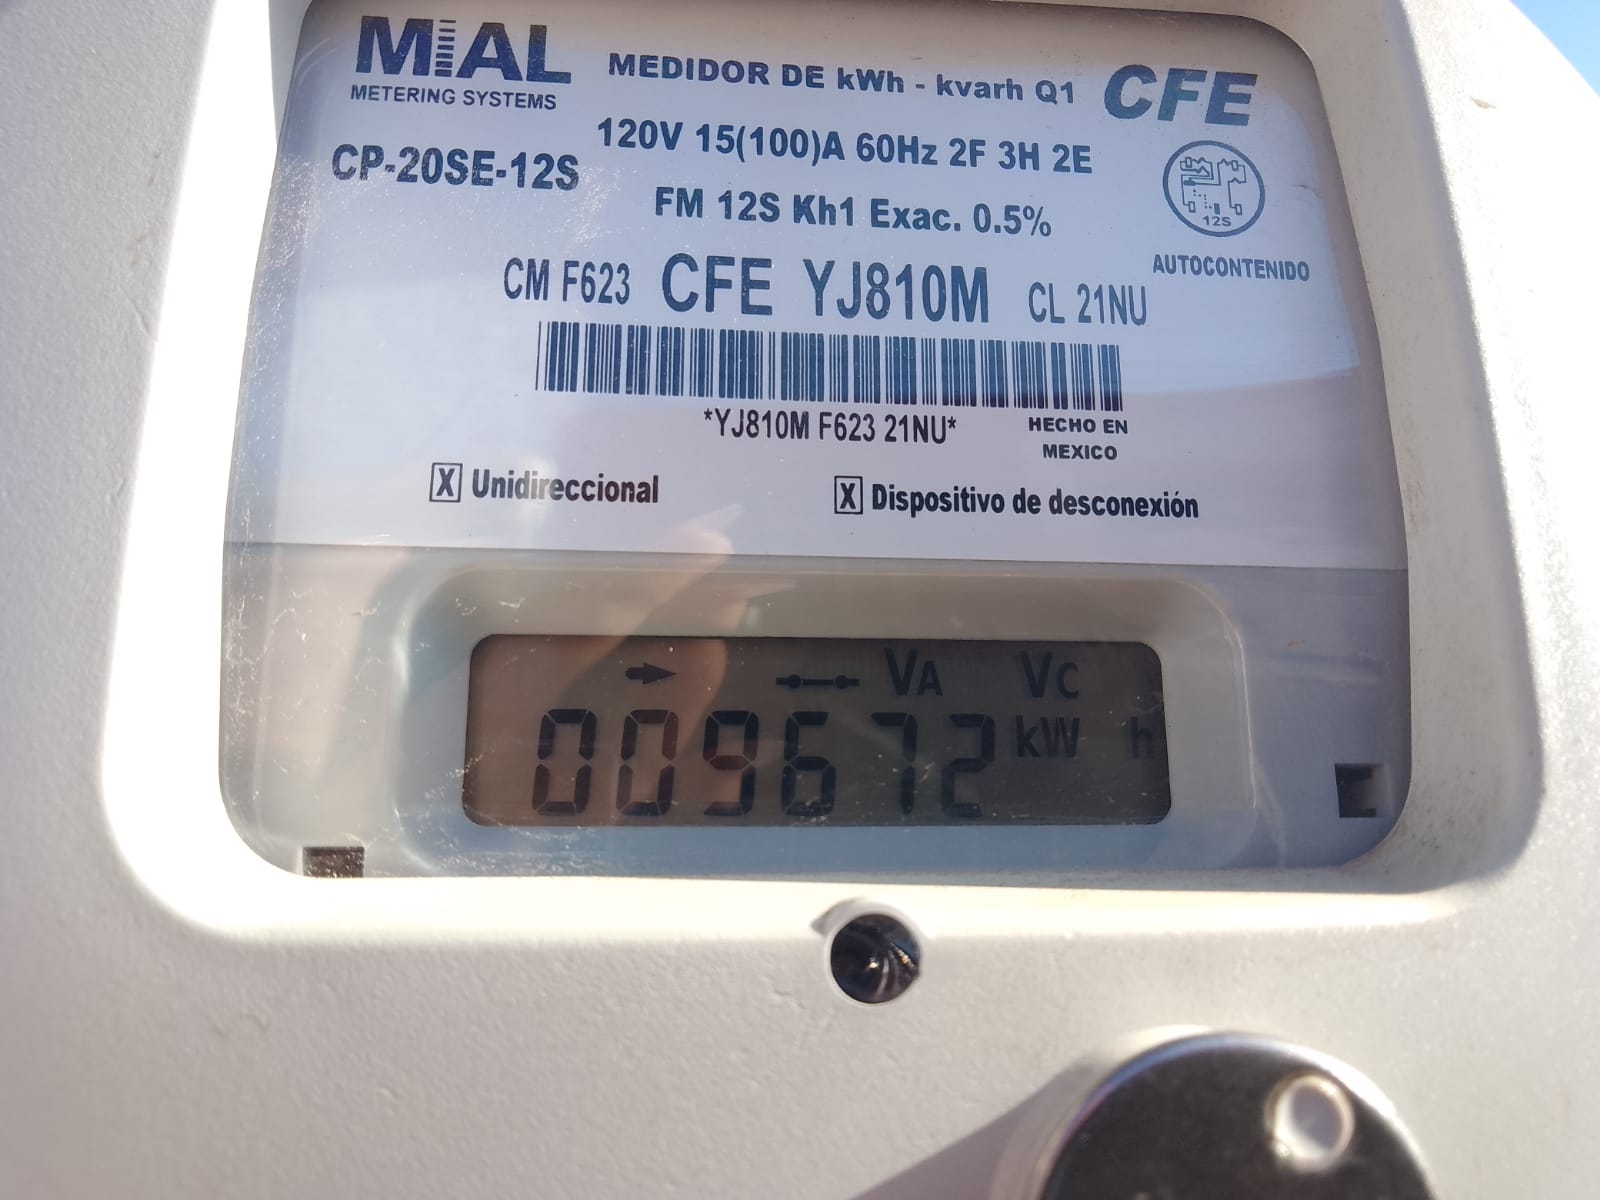 MIAL
METERING SYSTEMS
MEDIDOR DE kWh - kvarh Q1
CFE
CP-20SE-12S
120V 15(100)A 60Hz 2F 3H 2E
FM 12S Kh1 Exac. 0.5%
12S
AUTOCONTENIDO
CM F623 CFE YJ810M CL 21NU
*YJ810M F623 21NU*
HECHO EN
MEXICO
X Unidireccional
X Dispositivo de desconexión
VA VC
009672 kW h